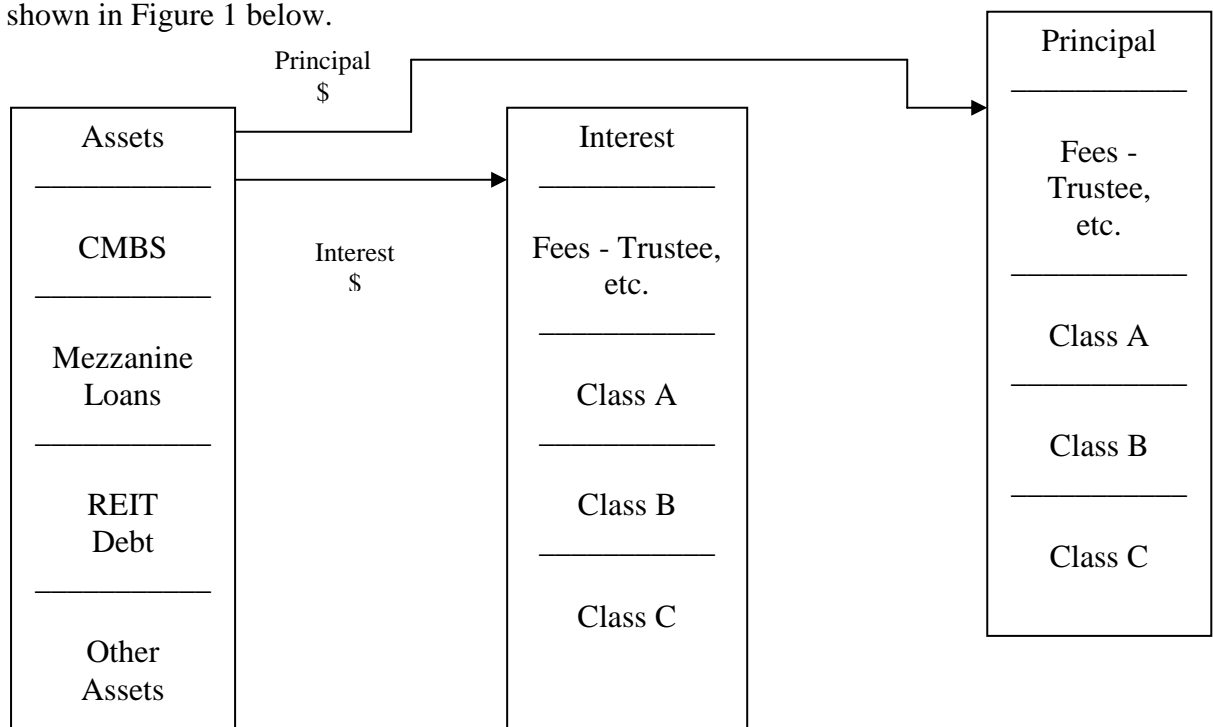 shown in Figure 1 below.
Principal
$
Assets
CMBS
Mezzanine
Loans
REIT
Debt
Other
Assets
Interest
$
Interest
Fees - Trustee,
etc.
Class A
Class B
Class C
Principal
Fees -
Trustee,
etc.
Class A
Class B
Class C